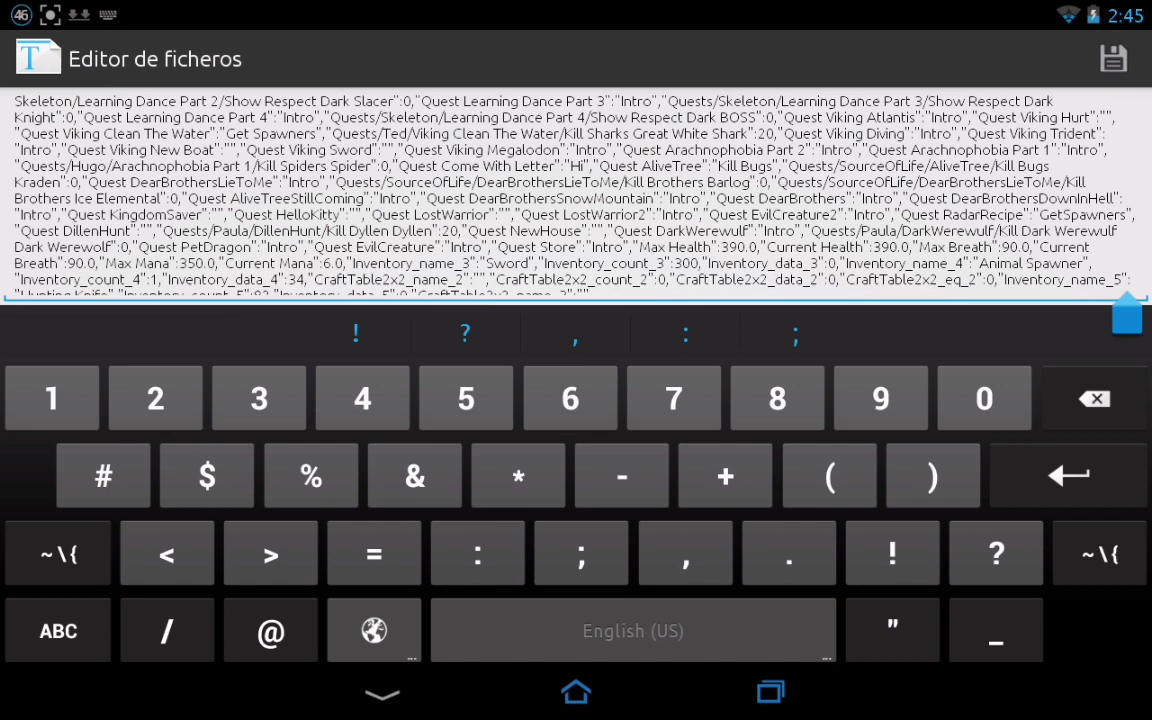 46
2:45
T
Editor de ficheros
Skeleton/Learning Dance Part 2/Show Respect Dark Slacer":0,"Quest Learning Dance Part 3":"Intro","Quests/Skeleton/Learning Dance Part 3/Show Respect Dark
Knight":0,"Quest Learning Dance Part 4":"Intro","Quests/Skeleton/Learning Dance Part 4/Show Respect Dark BOSS":0,"Quest Viking Atlantis":"Intro","Quest Viking Hurt":"",
"Quest Viking Clean The Water":"Get Spawners","Quests/Ted/Viking Clean The Water/Kill Sharks Great White Shark":20,"Quest Viking Diving":"Intro","Quest Viking Trident":
"Intro","Quest Viking New Boat":"","Quest Viking Sword":"","Quest Viking Megalodon":"Intro","Quest Arachnophobia Part 2":"Intro","Quest Arachnophobia Part 1":"Intro",
"Quests/Hugo/Arachnophobia Part 1/Kill Spiders Spider":0,"Quest Come With Letter":"Hi","Quest AliveTree":"Kill Bugs","Quests/SourceOfLife/AliveTree/Kill Bugs
Kraden":0,"Quest DearBrothersLieToMe":"Intro","Quests/SourceOfLife/DearBrothersLieToMe/Kill Brothers Barlog":0,"Quests/SourceOfLife/DearBrothersLieToMe/Kill
Brothers Ice Elemental":0,"Quest AliveTreeStillComing":"Intro","Quest DearBrothersSnowMountain":"Intro","Quest DearBrothers":"Intro","Quest DearBrothersDownInHell":
"Intro","Quest KingdomSaver":"","Quest HelloKitty":"","Quest LostWarrior":"","Quest LostWarrior2":"Intro","Quest EvilCreature2":"Intro","Quest RadarRecipe":"GetSpawners",
"Quest DillenHunt":"","Quests/Paula/DillenHunt/Kill Dyllen Dyllen":20,"Quest NewHouse":"","Quest DarkWerewulf":"Intro","Quests/Paula/DarkWerewulf/Kill Dark Werewulf
Dark Werewolf":0,"Quest PetDragon":"Intro","Quest EvilCreature":"Intro","Quest Store":"Intro","Max Health":390.0,"Current Health":390.0,"Max Breath":90.0,"Current
Breath":90.0,"Max Mana":350.0,"Current Mana":6.0,"Inventory_name_3":"Sword","Inventory_count_3":300,"Inventory_data_3":0,"Inventory_name_4":"Animal Spawner",
"Inventory_count_4":1,"Inventory_data_4":34,"CraftTable2x2_name_2":"","CraftTable2x2_count_2":0,"CraftTable2x2_data_2":0,"CraftTable2x2_eq_2":0,"Inventory_name_5":
"Hunting Knife","Inventory_count_5":82,"Inventory_data_5":0,"CraftTable2x2_name_3":""
! ? , : ;
1 2 3 4 5 6 7 8 9 0
# $ % & * - + ( )
~\{ < > = : ; , . ! ? ~\{
ABC / @ ... English (US) ... " _